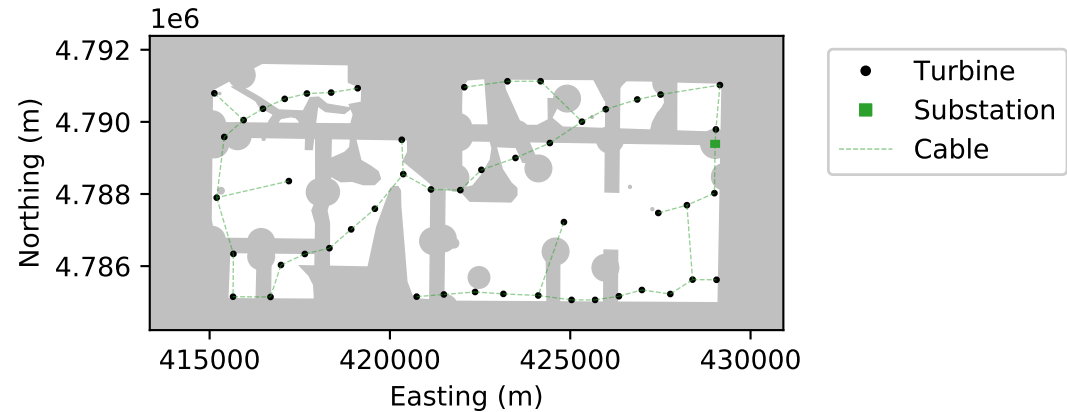 1e6
4.792
4.790
4.788
4.786
Northing (m)
415000 420000 425000 430000
Easting (m)
Turbine
Substation
Cable